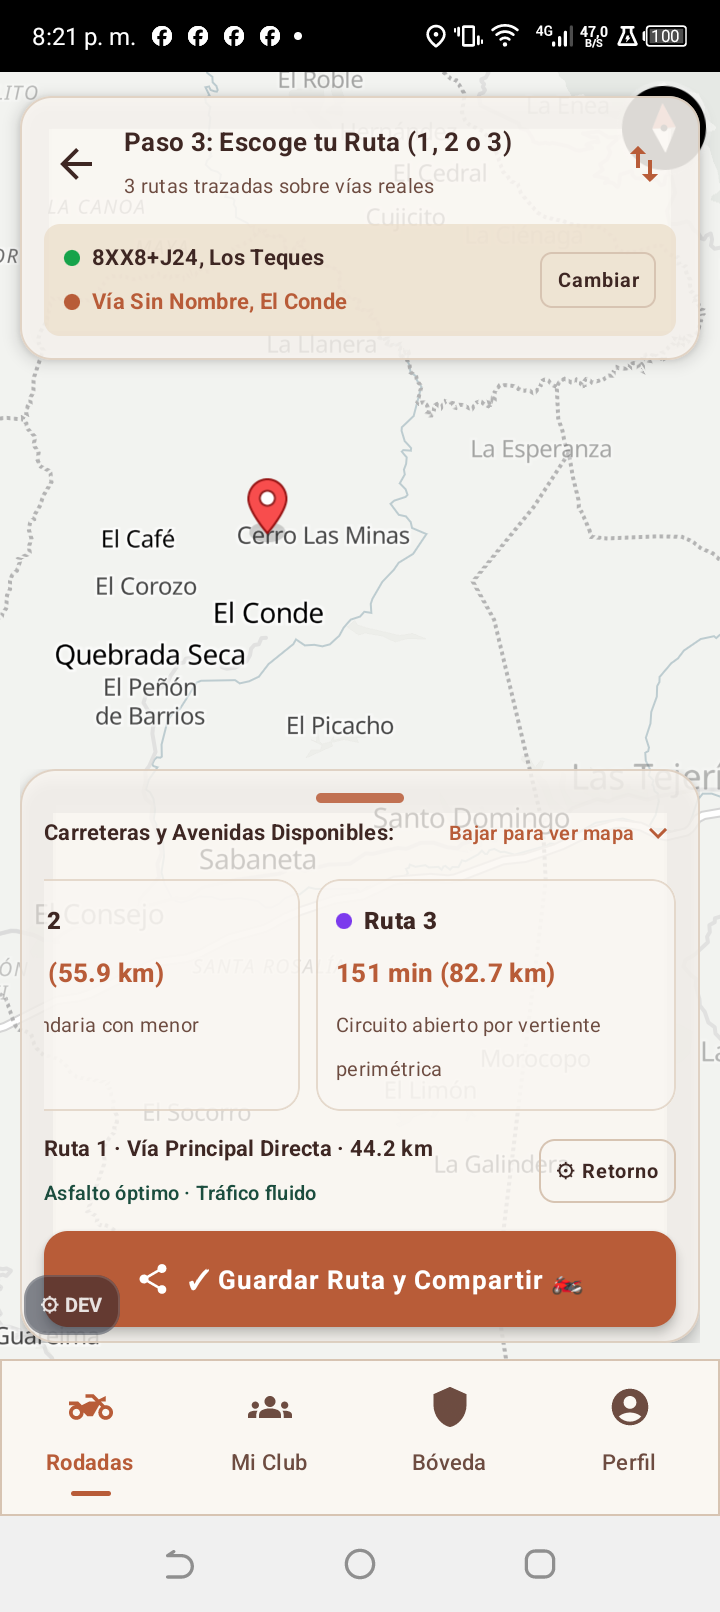 8:21 p. m.
4G 47,0 B/S 100
El Roble
LITO
La Enea
Paso 3: Escoge tu Ruta (1, 2 o 3)
El Cedral
3 rutas trazadas sobre vías reales
LA CANOA
Cujicito
La Ciénaga
OR
8XX8+J24, Los Teques
Vía Sin Nombre, El Conde
Cambiar
La Llanera
La Esperanza
El Café
Cerro Las Minas
El Corozo
El Conde
Quebrada Seca
El Peñón
de Barrios
El Picacho
Las Tejerí
Santo Domingo
Carreteras y Avenidas Disponibles:
Bajar para ver mapa
Sabaneta
El Consejo
2
Ruta 3
(55.9 km)
SANTA ROSALÍ
151 min (82.7 km)
ndaria con menor
Circuito abierto por vertiente
perimétrica
Morocopo
La
El Limón
El Socorro
Ruta 1 · Vía Principal Directa · 44.2 km
La Galindera
Asfalto óptimo · Tráfico fluido
Retorno
✓ Guardar Ruta y Compartir 🏍️
DEV
Guarelma
Rodadas
Mi Club
Bóveda
Perfil